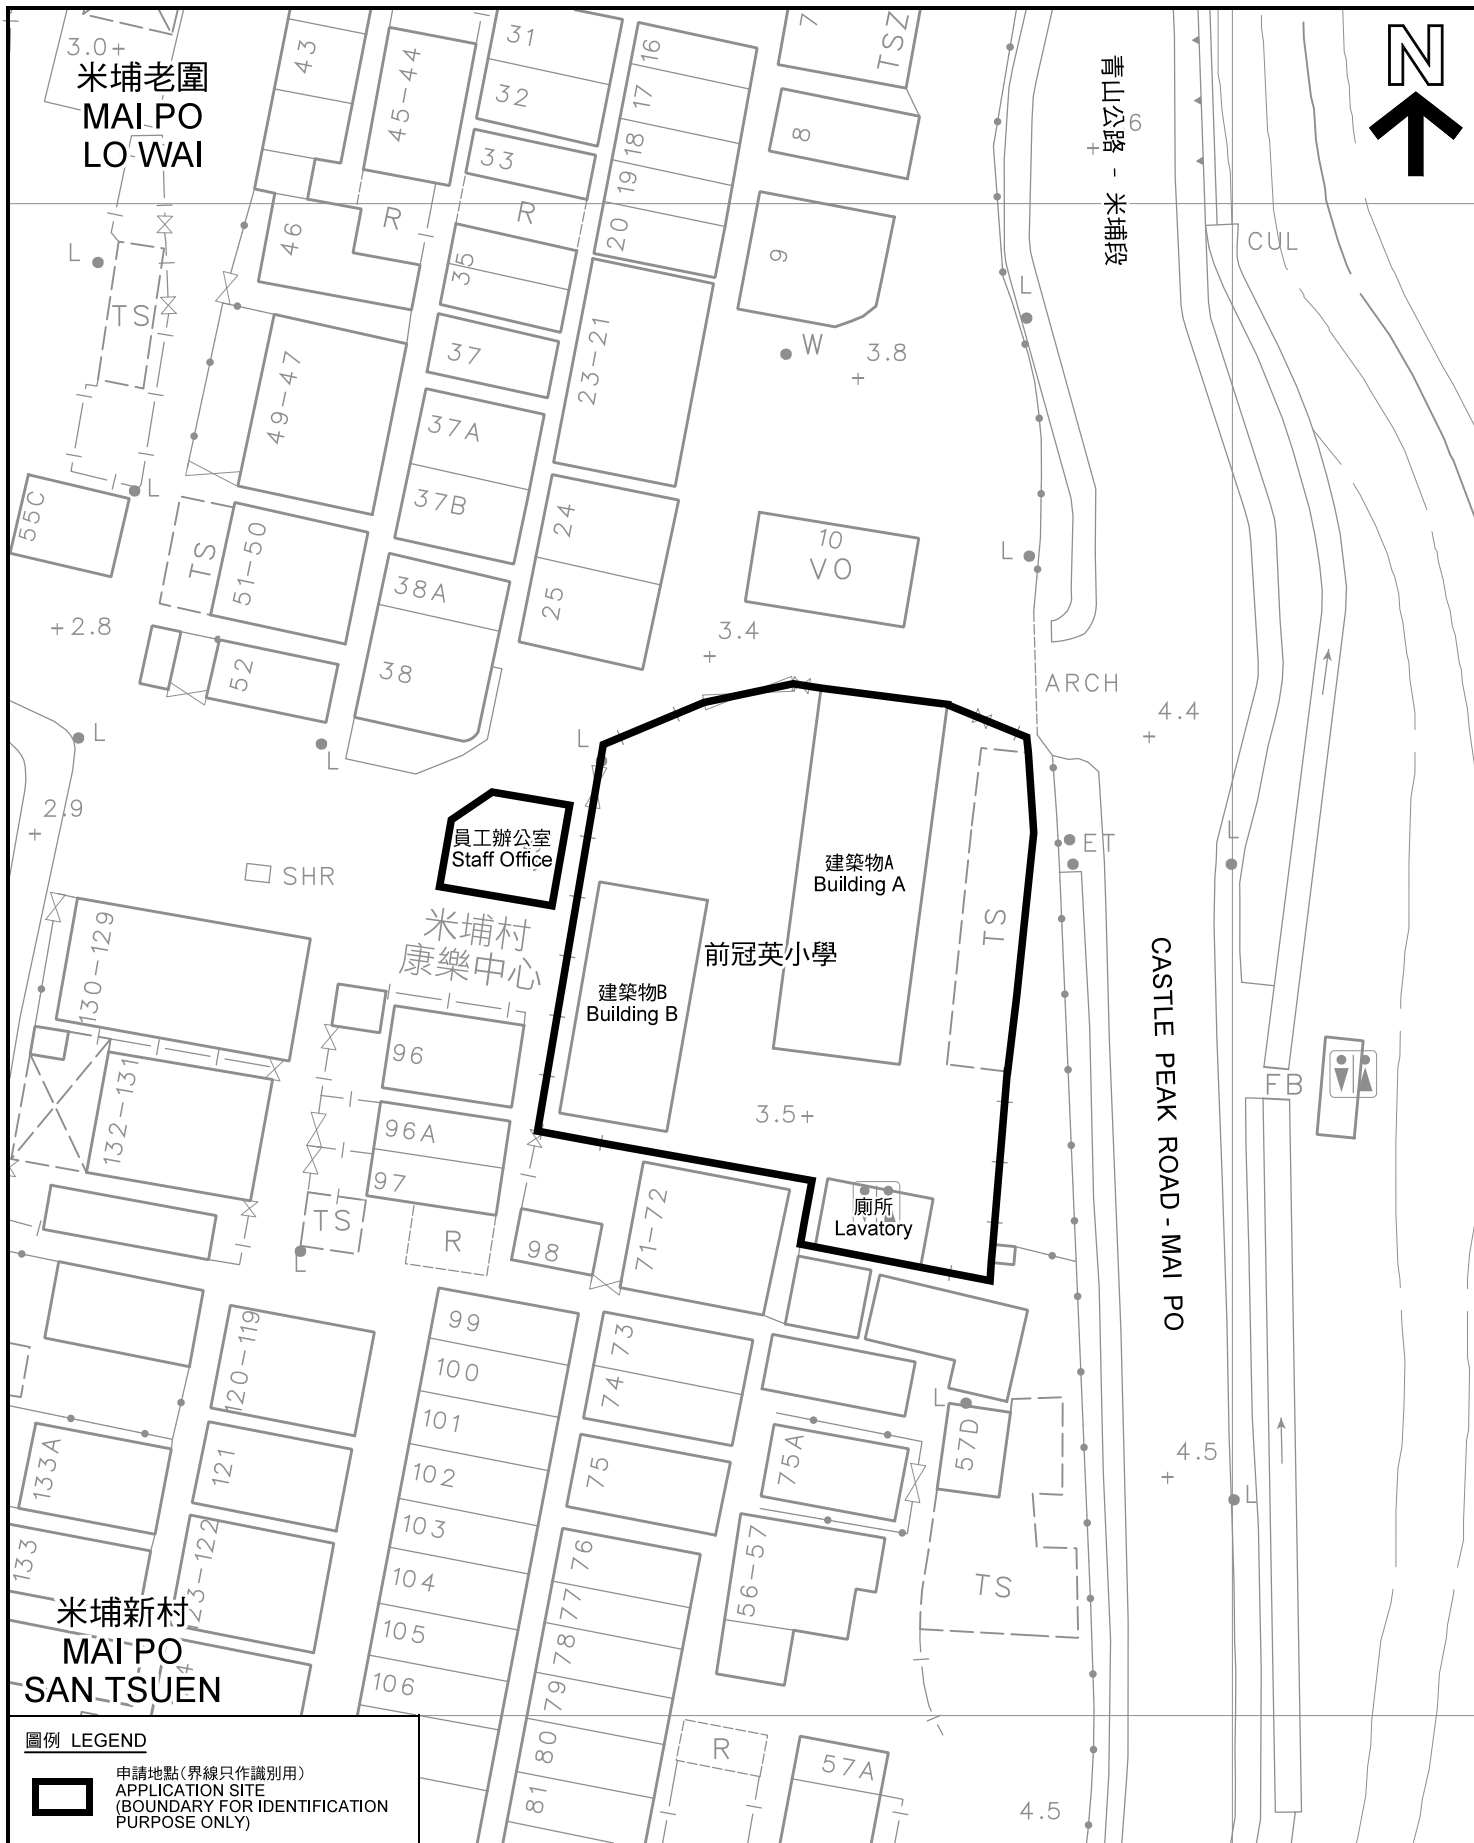 3.0+
米埔老圍
MAI PO
LO WAI
43
45-44
31
32
33
R
R
46
35
37
37A
37B
38A
38
16
17
18
19
20
23-21
24
25
7
TSZ
8
9
W
3.8
+
10
VO
3.4
+
青山公路 - 米埔段
6
+
N
CUL
L
L
L
TS
49-47
L
55C
TS
51-50
52
+2.8
L
L
L
2.9
+
ARCH
4.4
+
ET
L
員工辦公室
Staff Office
建築物A
Building A
TS
前冠英小學
建築物B
Building B
SHR
米埔村
康樂中心
130-129
132-131
96
96A
97
TS
R
L
98
3.5+
71-72
廁所
Lavatory
CASTLE PEAK ROAD - MAI PO
FB
120-119
121
133A
133
23-122
99
100
101
102
103
104
105
106
73
74
75
75A
76
77
78
79
80
81
56-57
57D
L
TS
4.5
+
L
米埔新村
MAI PO
SAN TSUEN
R
57A
4.5
圖例 LEGEND
申請地點(界線只作識別用)
APPLICATION SITE
(BOUNDARY FOR IDENTIFICATION
PURPOSE ONLY)